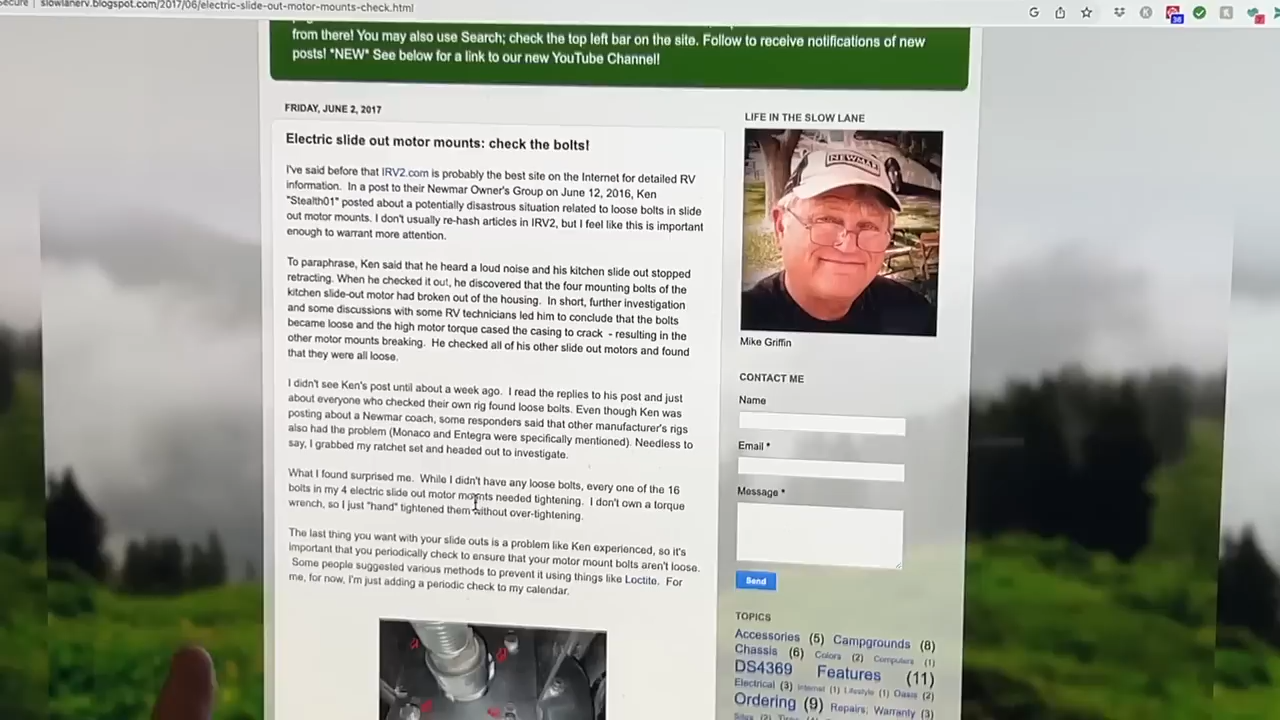 slowlanerv.blogspot.com/2017/06/electric-slide-out-motor-mounts-check.html
from there! You may also use Search; check the top left bar on the site. Follow to receive notifications of new
posts! *NEW* See below for a link to our new YouTube Channel!
FRIDAY, JUNE 2, 2017
Electric slide out motor mounts: check the bolts!
I've said before that IRV2.com is probably the best site on the Internet for detailed RV
information. In a post to their Newmar Owner's Group on June 12, 2016, Ken
"Stealth01" posted about a potentially disastrous situation related to loose bolts in slide
out motor mounts. I don't usually re-hash articles in IRV2, but I feel like this is important
enough to warrant more attention.
To paraphrase, Ken said that he heard a loud noise and his kitchen slide out stopped
retracting. When he checked it out, he discovered that the four mounting bolts of the
kitchen slide-out motor had broken out of the housing. In short, further investigation
and some discussions with some RV technicians led him to conclude that the bolts
became loose and the high motor torque cased the casing to crack - resulting in the
other motor mounts breaking. He checked all of his other slide out motors and found
that they were all loose.
I didn't see Ken's post until about a week ago. I read the replies to his post and just
about everyone who checked their own rig found loose bolts. Even though Ken was
posting about a Newmar coach, some responders said that other manufacturer's rigs
also had the problem (Monaco and Entegra were specifically mentioned). Needless to
say, I grabbed my ratchet set and headed out to investigate.
What I found surprised me. While I didn't have any loose bolts, every one of the 16
bolts in my 4 electric slide out motor mounts needed tightening. I don't own a torque
wrench, so I just "hand" tightened them without over-tightening.
The last thing you want with your slide outs is a problem like Ken experienced, so it's
important that you periodically check to ensure that your motor mount bolts aren't loose.
Some people suggested various methods to prevent it using things like Loctite. For
me, for now, I'm just adding a periodic check to my calendar.
LIFE IN THE SLOW LANE
NEWMAR
Mike Griffin
CONTACT ME
Name
Email *
Message *
Send
TOPICS
Accessories (5) Campgrounds (8)
Chassis (6) Colors (2) Computers (1)
DS4369 Features (11)
Electrical (3) Internet (1) Lifestyle (1) Oasis (2)
Ordering (9) Repairs, Warranty (3)